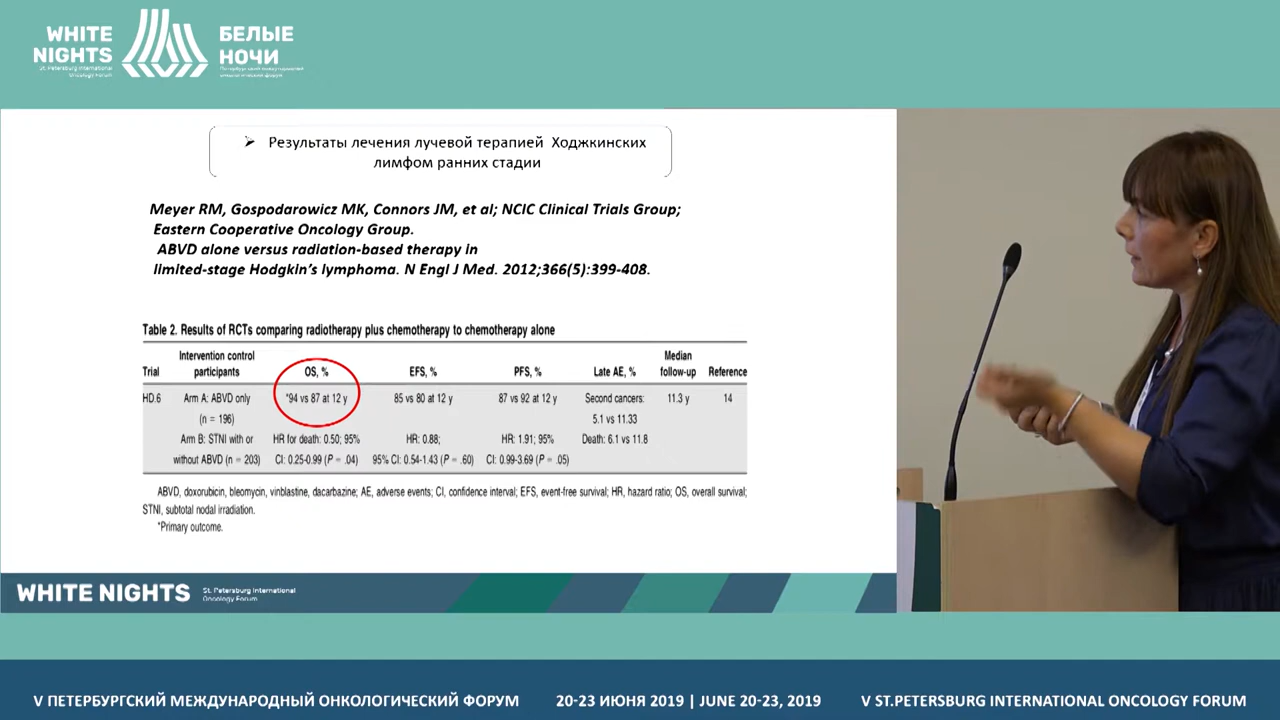 WHITE
NIGHTS
St. Petersburg International
Oncology Forum
БЕЛЫЕ
НОЧИ
Петербургский международный
онкологический форум
➢ Результаты лечения лучевой терапией Ходжкинских
лимфом ранних стадии
Meyer RM, Gospodarowicz MK, Connors JM, et al; NCIC Clinical Trials Group;
Eastern Cooperative Oncology Group.
ABVD alone versus radiation-based therapy in
limited-stage Hodgkin’s lymphoma. N Engl J Med. 2012;366(5):399-408.
Table 2. Results of RCTs comparing radiotherapy plus chemotherapy to chemotherapy alone
Intervention control Median
Trial participants OS, % EFS, % PFS, % Late AE, % follow-up Reference
HD.6 Arm A: ABVD only *94 vs 87 at 12 y 85 vs 80 at 12 y 87 vs 92 at 12 y Second cancers: 11.3 y 14
(n = 196) 5.1 vs 11.33
Arm B: STNI with or HR for death: 0.50; 95% HR: 0.88; HR: 1.91; 95% Death: 6.1 vs 11.8
without ABVD (n = 203) CI: 0.25-0.99 (P = .04) 95% CI: 0.54-1.43 (P = .60) CI: 0.99-3.69 (P = .05)
ABVD, doxorubicin, bleomycin, vinblastine, dacarbazine; AE, adverse events; CI, confidence interval; EFS, event-free survival; HR, hazard ratio; OS, overall survival;
STNI, subtotal nodal irradiation.
*Primary outcome.
WHITE NIGHTS
St. Petersburg International
Oncology Forum
V ПЕТЕРБУРГСКИЙ МЕЖДУНАРОДНЫЙ ОНКОЛОГИЧЕСКИЙ ФОРУМ 20-23 ИЮНЯ 2019 | JUNE 20-23, 2019 V ST.PETERSBURG INTERNATIONAL ONCOLOGY FORUM